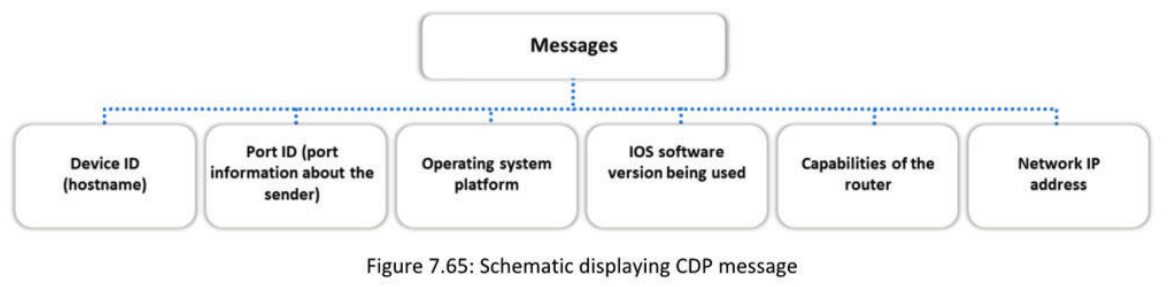 Messages
Device ID
(hostname)
Port ID (port
information about the
sender)
Operating system
platform
IOS software
version being used
Capabilities of the
router
Network IP
address
Figure 7.65: Schematic displaying CDP message